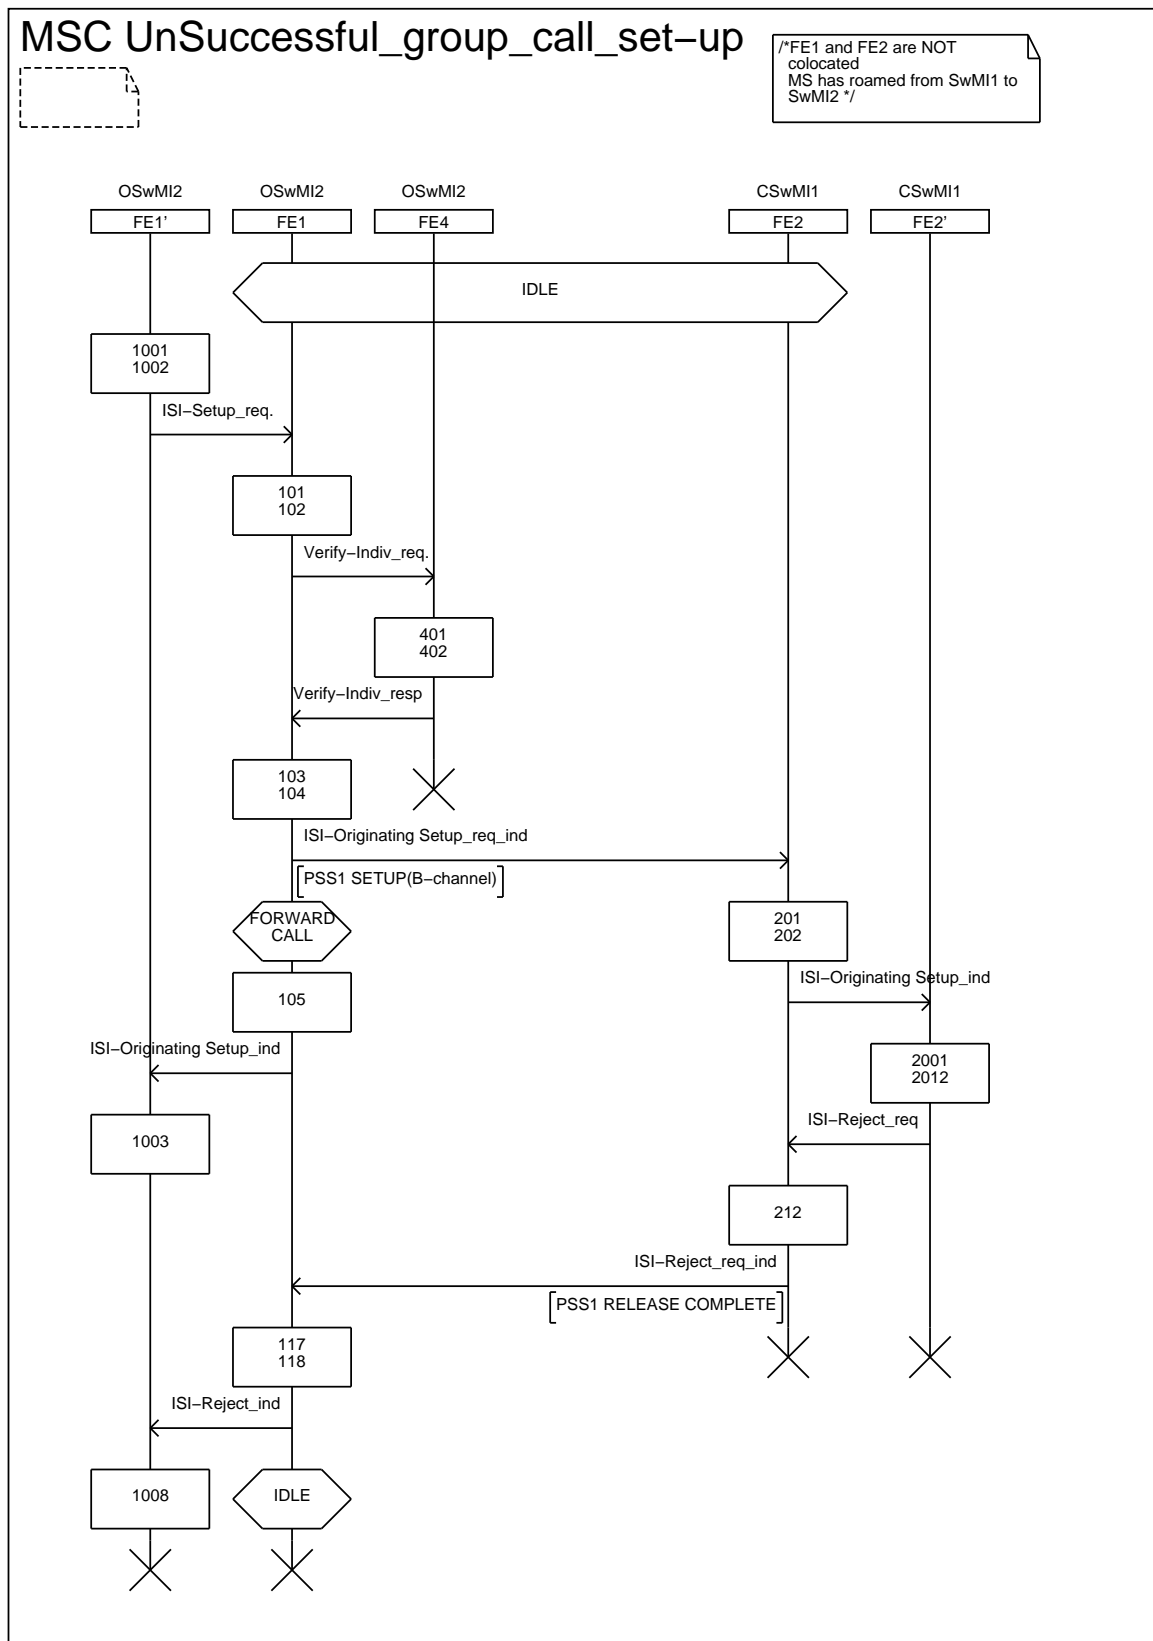 MSC UnSuccessful_group_call_set−up
/*FE1 and FE2 are NOT
colocated
MS has roamed from SwMI1 to
SwMI2 */
OSwMI2
OSwMI2
OSwMI2
CSwMI1
CSwMI1
FE1’
FE1
FE4
FE2
FE2’
IDLE
1001
1002
ISI−Setup_req.
101
102
Verify−Indiv_req.
401
402
Verify−Indiv_resp
103
104
ISI−Originating Setup_req_ind
PSS1 SETUP(B−channel)
FORWARD
CALL
201
202
ISI−Originating Setup_ind
105
ISI−Originating Setup_ind
2001
2012
1003
ISI−Reject_req
212
ISI−Reject_req_ind
PSS1 RELEASE COMPLETE
117
118
ISI−Reject_ind
1008
IDLE